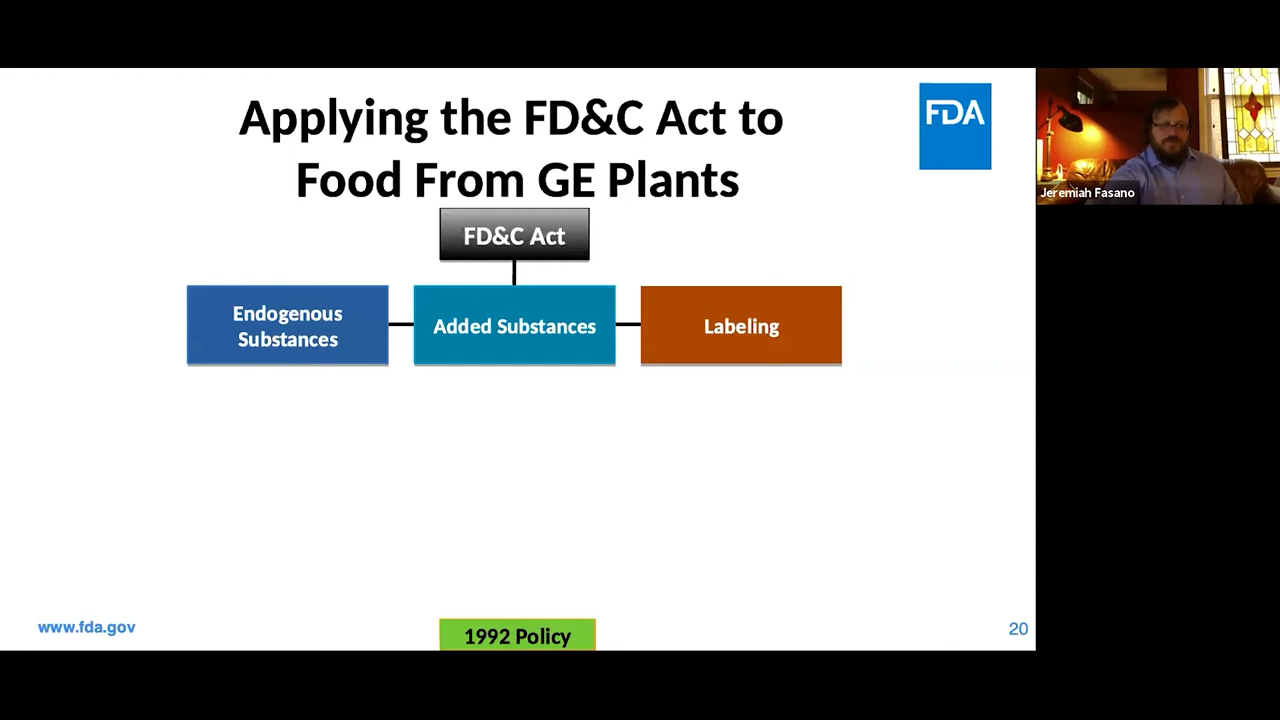 Applying the FD&C Act to
Food From GE Plants
FDA
Jeremiah Fasano
FD&C Act
Endogenous
Substances
Added Substances
Labeling
www.fda.gov
1992 Policy
20